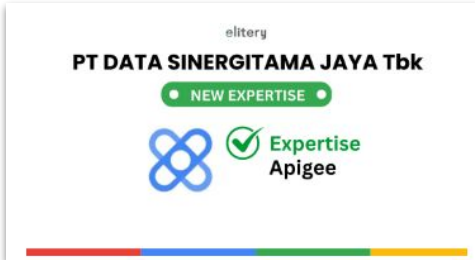 elitery
PT DATA SINERGITAMA JAYA Tbk
NEW EXPERTISE
Expertise
Apigee